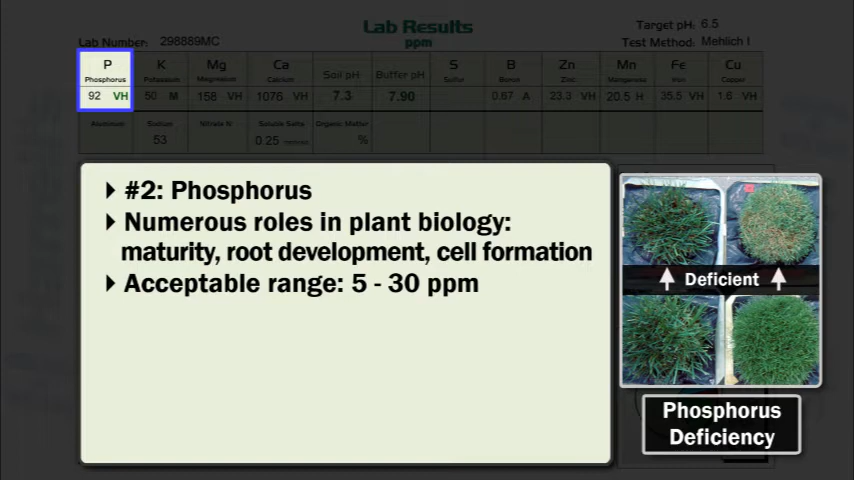 Lab Results
ppm
Target pH: 6.5
Lab Number: 298889MC
Test Method: Mehlich I
P K Mg Ca Soil pH Buffer pH S B Zn Mn Fe Cu
Phosphorus Potassium Magnesium Calcium Sulfur Boron Zinc Manganese Iron Copper
92 VH 50 M 158 VH 1076 VH 7.3 7.90 0.67 A 23.3 VH 20.5 H 35.5 VH 1.6 VH
Aluminum Sodium Nitrate N Soluble Salts Organic Matter
53 0.25 %
#2: Phosphorus
Numerous roles in plant biology:
maturity, root development, cell formation
Acceptable range: 5 - 30 ppm
Deficient
Phosphorus
Deficiency